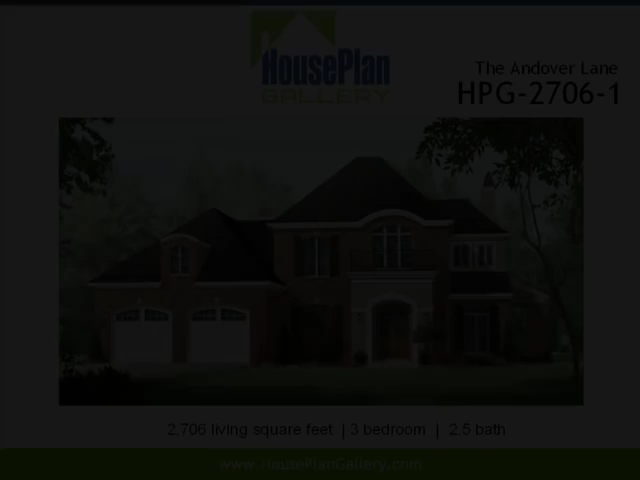 HousePlan
GALLERY
The Andover Lane
HPG-2706-1
2,706 living square feet | 3 bedroom | 2.5 bath
www.HousePlanGallery.com